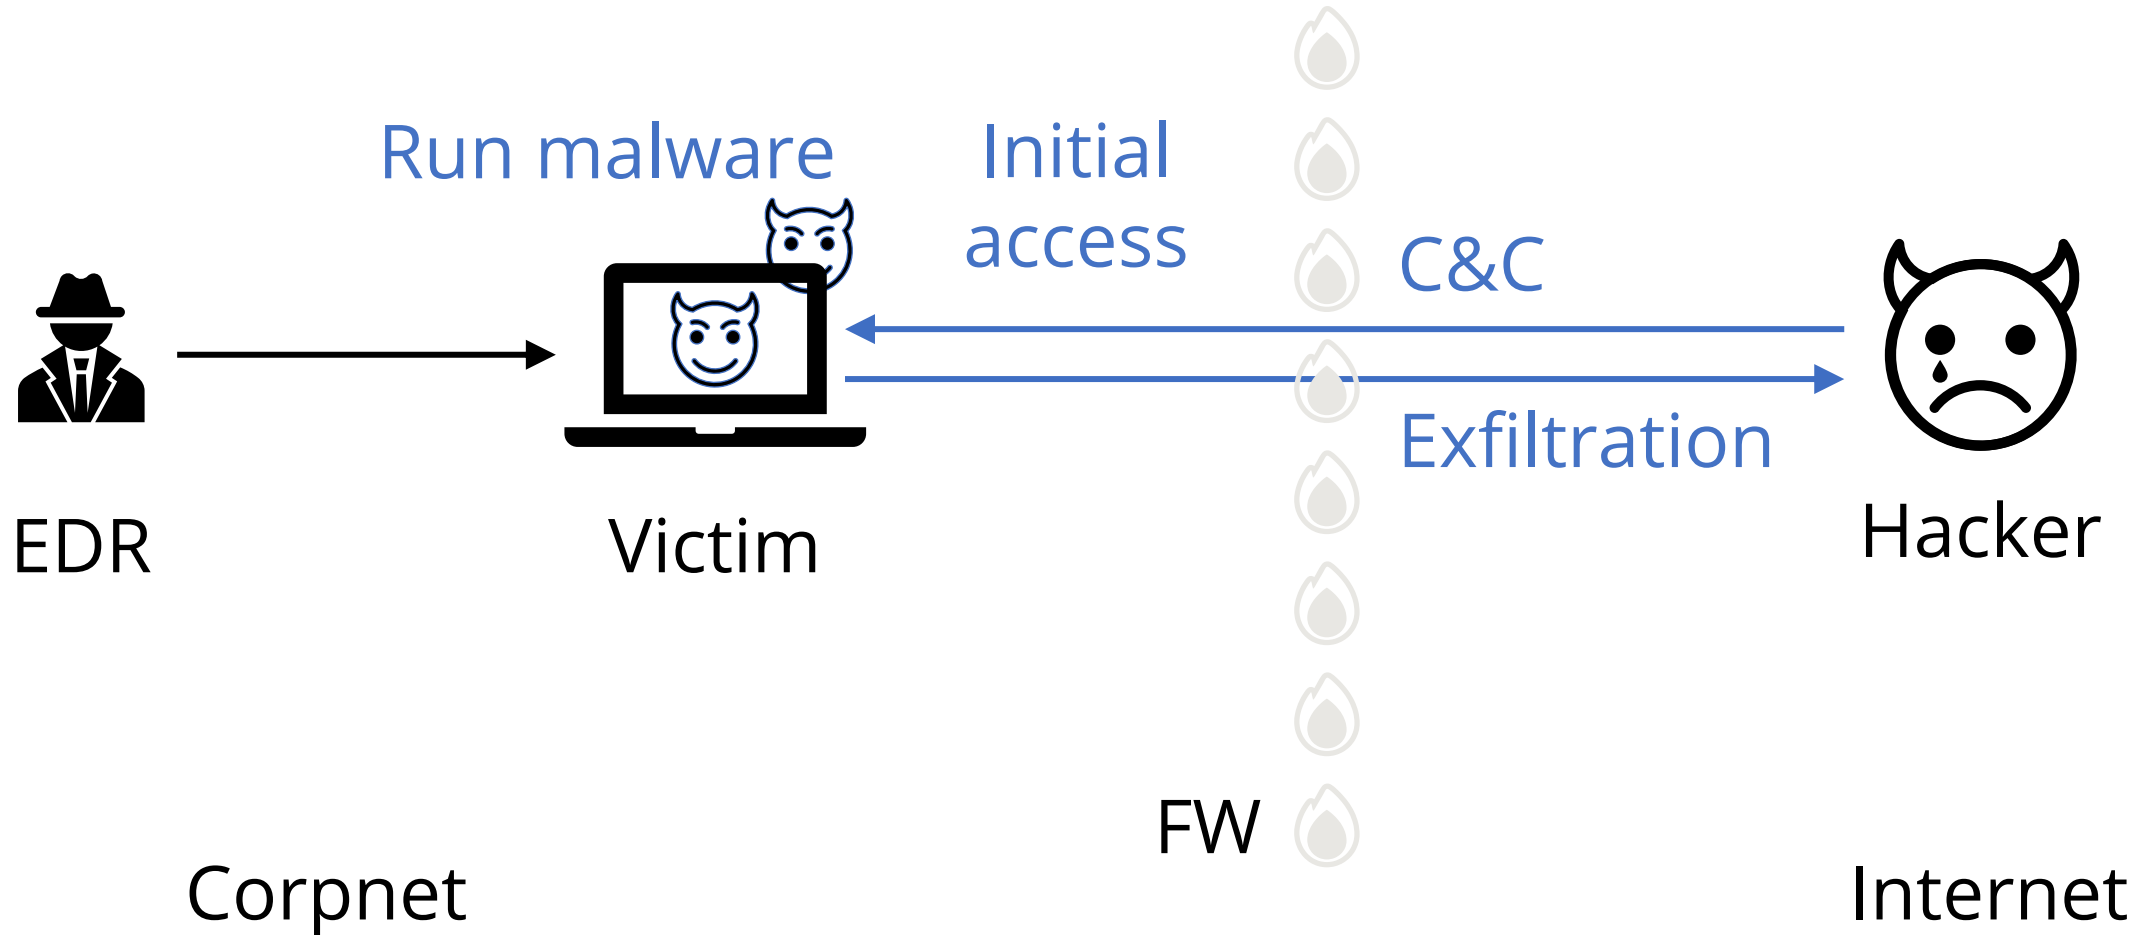 Run malware
Initial
access
C&C
Exfiltration
EDR
Victim
Hacker
FW
Corpnet
Internet